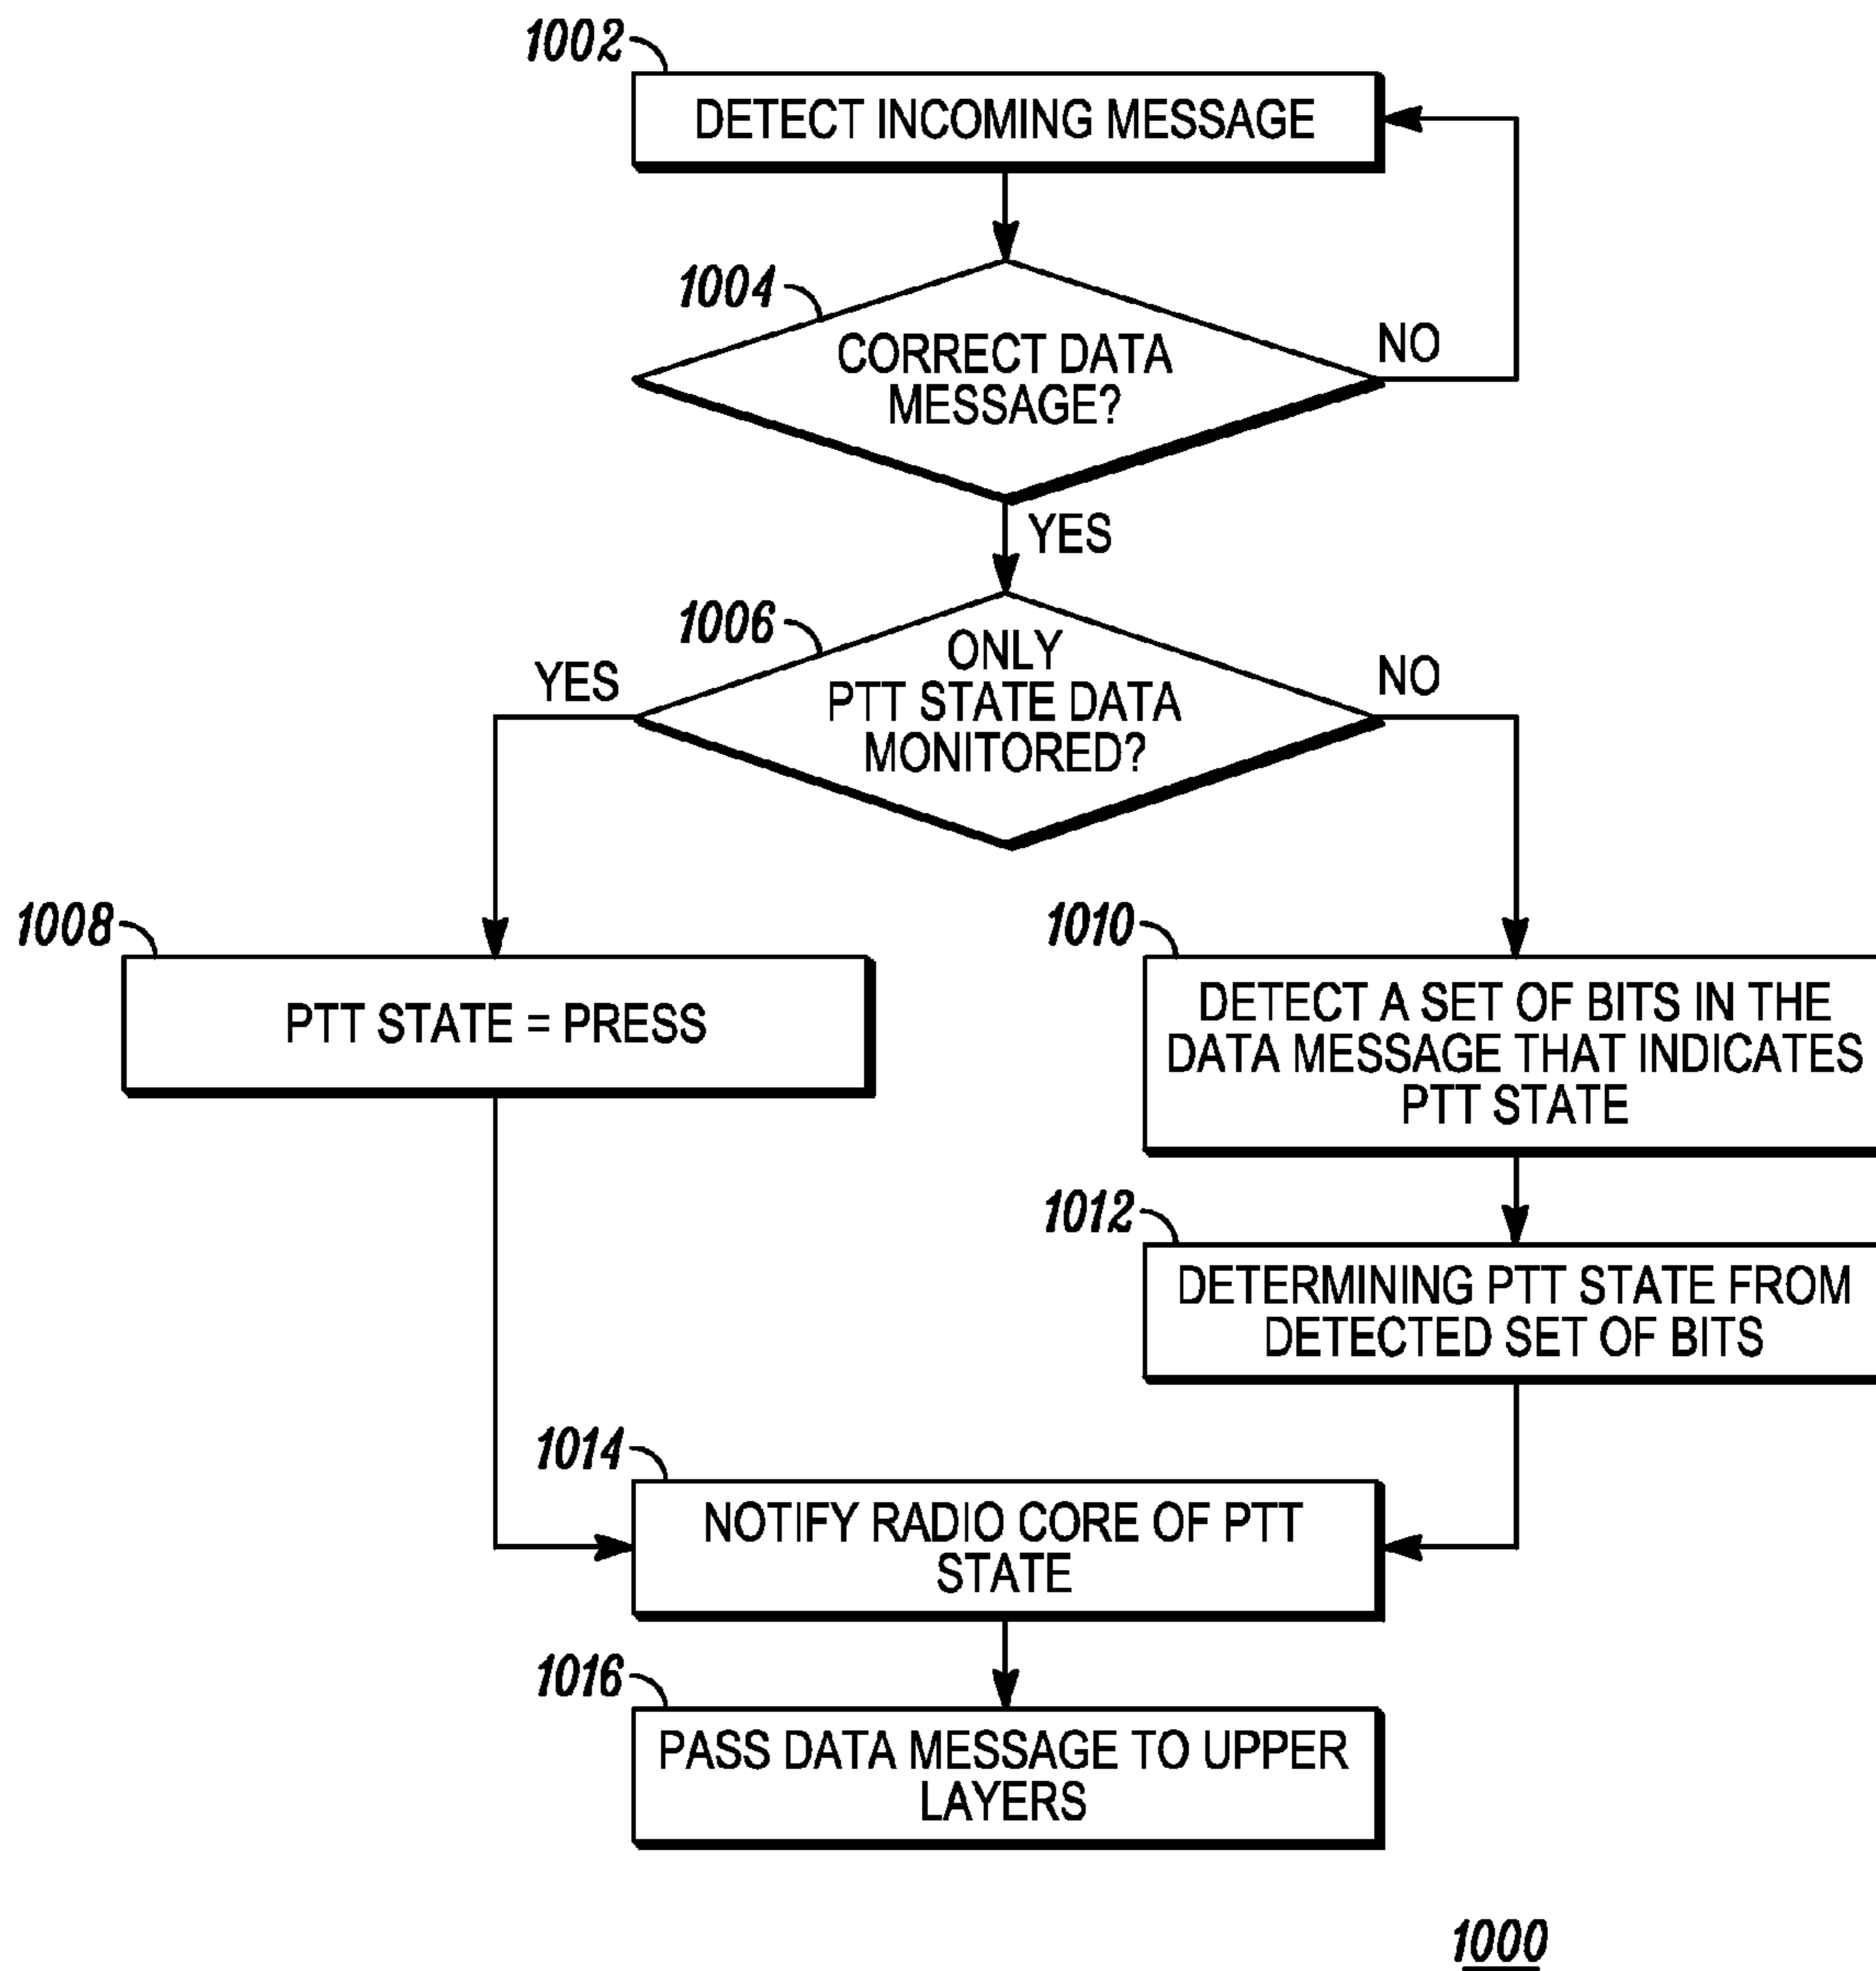 1002
DETECT INCOMING MESSAGE
1004
CORRECT DATA
MESSAGE?
NO
YES
1006
ONLY
PTT STATE DATA
MONITORED?
YES
NO
1008
PTT STATE = PRESS
1010
DETECT A SET OF BITS IN THE
DATA MESSAGE THAT INDICATES
PTT STATE
1012
DETERMINING PTT STATE FROM
DETECTED SET OF BITS
1014
NOTIFY RADIO CORE OF PTT
STATE
1016
PASS DATA MESSAGE TO UPPER
LAYERS
1000